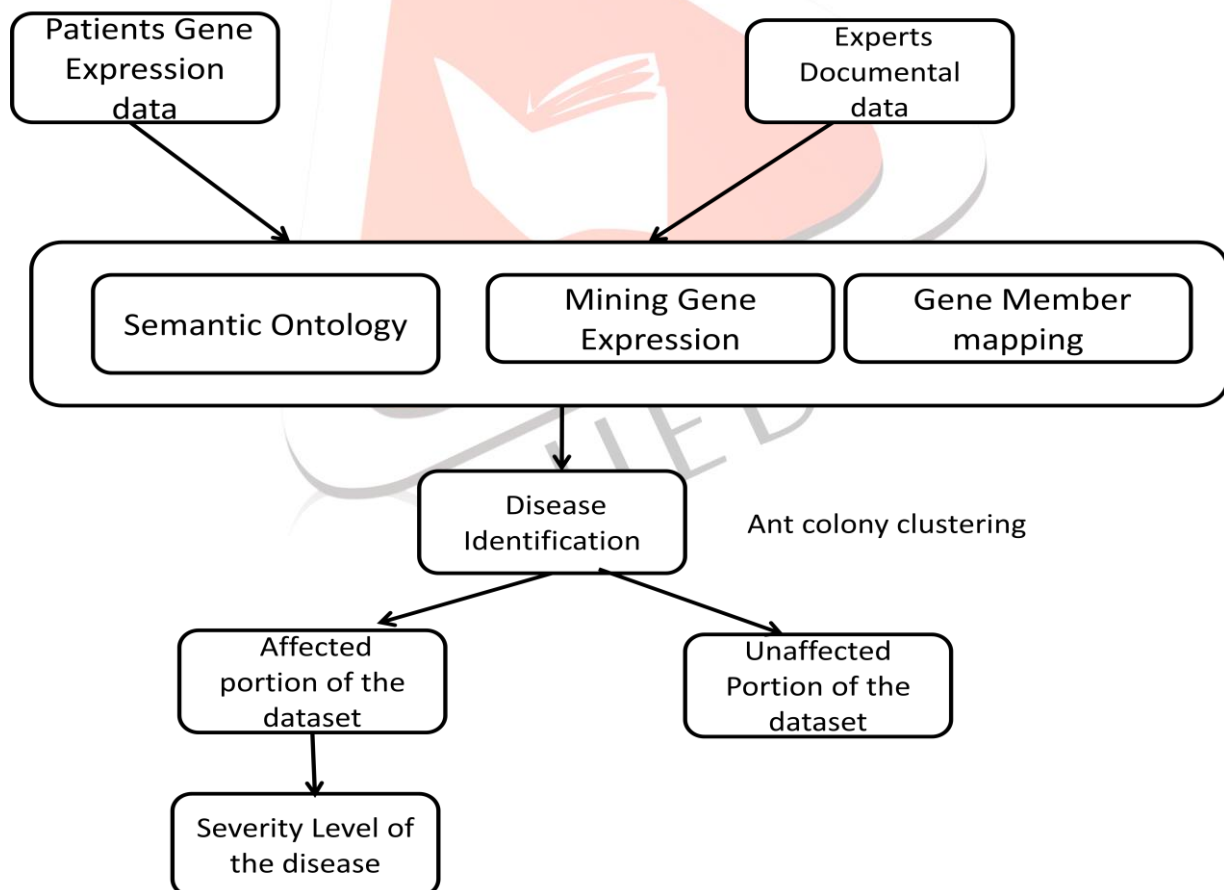 Patients Gene
Expression
data
Experts
Documental
data
Semantic Ontology
Mining Gene
Expression
Gene Member
mapping
Disease
Identification
Ant colony clustering
Affected
portion of the
dataset
Unaffected
Portion of the
dataset
Severity Level of
the disease